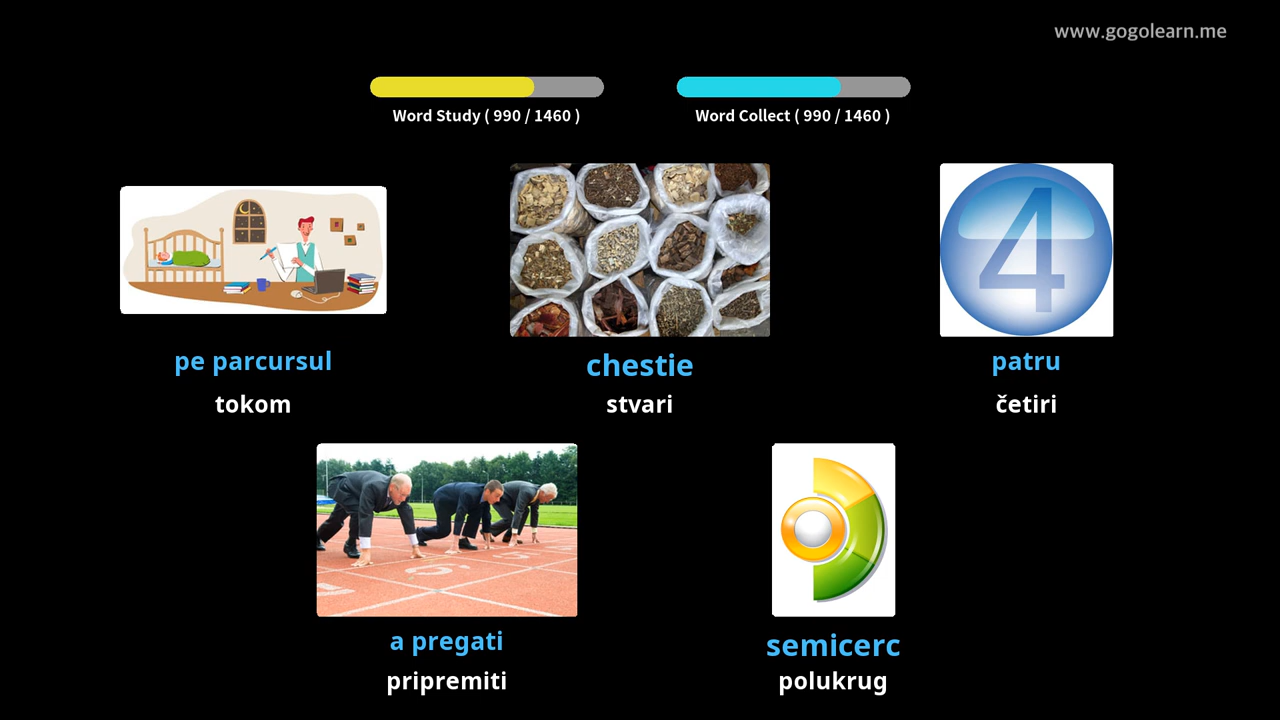 www.gogolearn.me
Word Study ( 990 / 1460 )
Word Collect ( 990 / 1460 )
pe parcursul
tokom
chestie
stvari
4
patru
četiri
a pregati
pripremiti
semicerc
polukrug